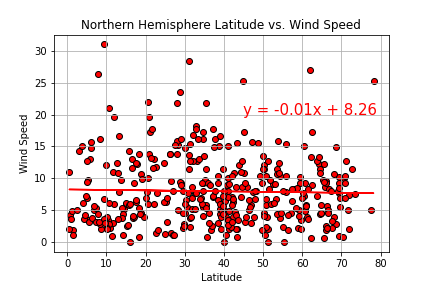 Northern Hemisphere Latitude vs. Wind Speed
30
25
20
15
10
5
0
Wind Speed
y = -0.01x + 8.26
0 10 20 30 40 50 60 70 80
Latitude